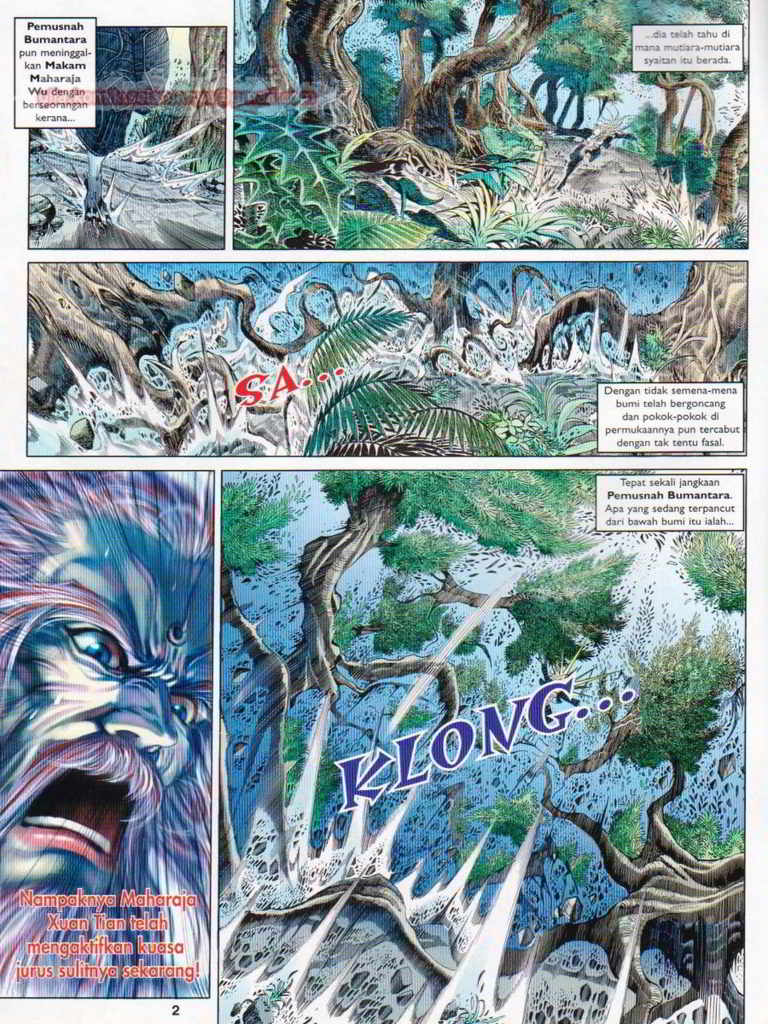 Pemusnah
Bumantara
pun meninggal-
kan Makam
Maharaja
Wu dengan
berseorangan
kerana...
...dia telah tahu di
mana mutiara-mutiara
syaitan itu berada.
SA...
Dengan tidak semena-mena
bumi telah bergoncang
dan pokok-pokok di
permukaannya pun tercabut
dengan tak tentu fasal.
Tepat sekali jangkaan
Pemusnah Bumantara.
Apa yang sedang terpancut
dari bawah bumi itu ialah...
KLONG...
Nampaknya Maharaja
Xuan Tian telah
mengaktifkan kuasa
jurus sulitnya sekarang!
2